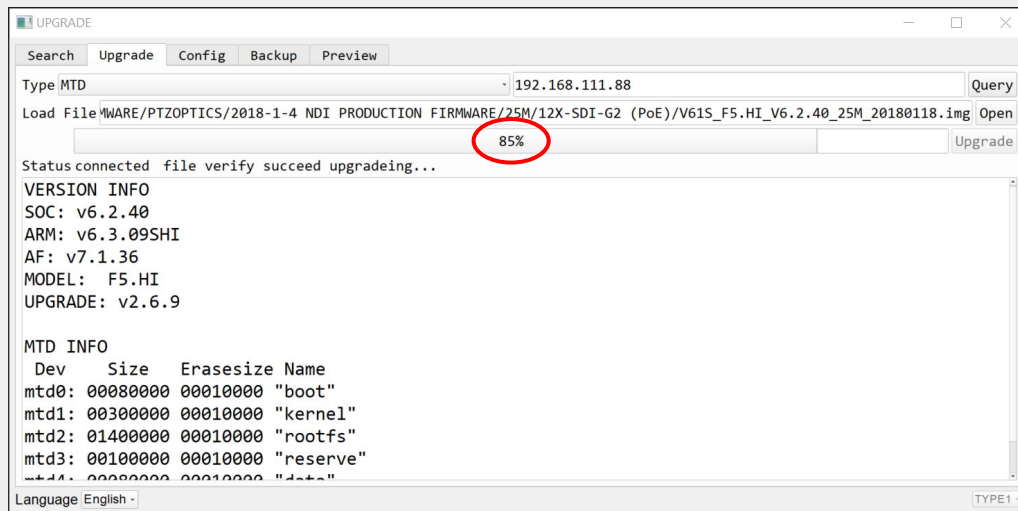 UPGRADE
Search Upgrade Config Backup Preview
Type MTD 192.168.111.88 Query
Load File MWARE/PTZOPTICS/2018-1-4 NDI PRODUCTION FIRMWARE/25M/12X-SDI-G2 (PoE)/V61S_F5.HI_V6.2.40_25M_20180118.img Open
85% Upgrade
Status connected file verify succeed upgradeing...
VERSION INFO
SOC: v6.2.40
ARM: v6.3.09SHI
AF: v7.1.36
MODEL: F5.HI
UPGRADE: v2.6.9
MTD INFO
Dev Size Erasesize Name
mtd0: 00080000 00010000 "boot"
mtd1: 00300000 00010000 "kernel"
mtd2: 01400000 00010000 "rootfs"
mtd3: 00100000 00010000 "reserve"
mtd4: 00080000 00010000 "data"
Language English TYPE1